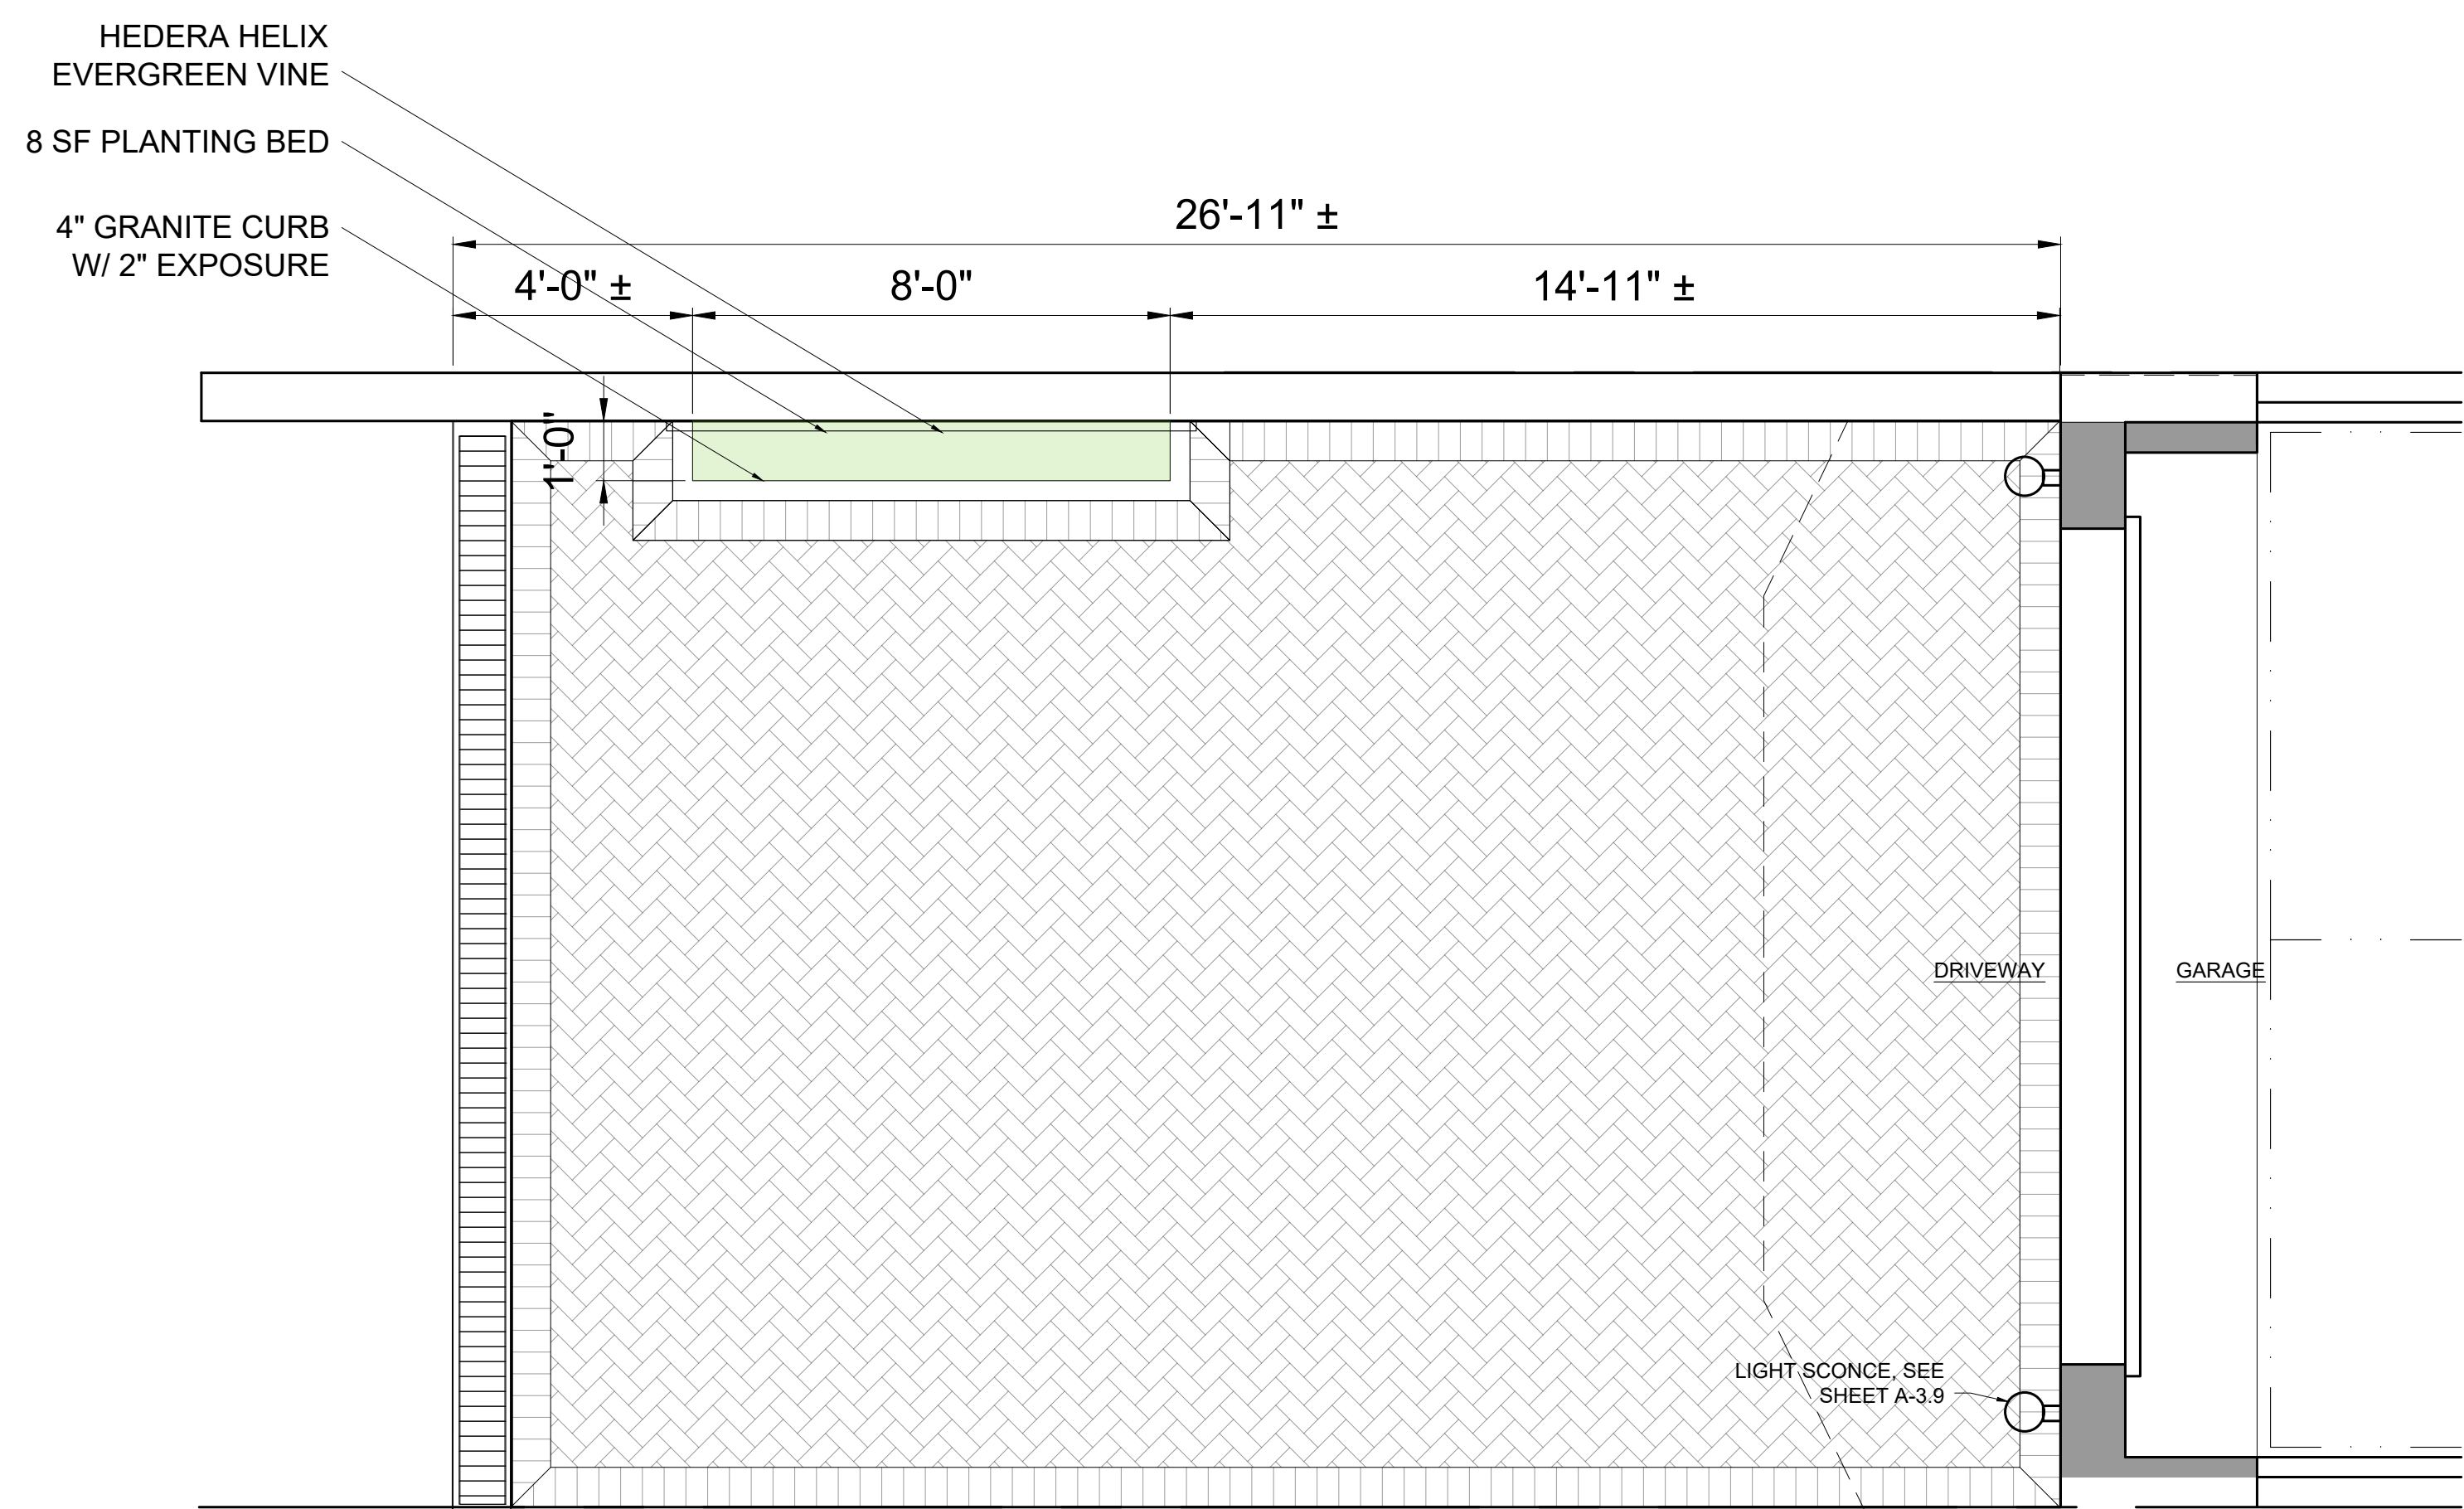 HEDERA HELIX
EVERGREEN VINE
8 SF PLANTING BED
4" GRANITE CURB
W/ 2" EXPOSURE
26'-11" ±
4'-0" ±
8'-0"
14'-11" ±
1'-0"
DRIVEWAY
GARAGE
LIGHT SCONCE, SEE
SHEET A-3.9